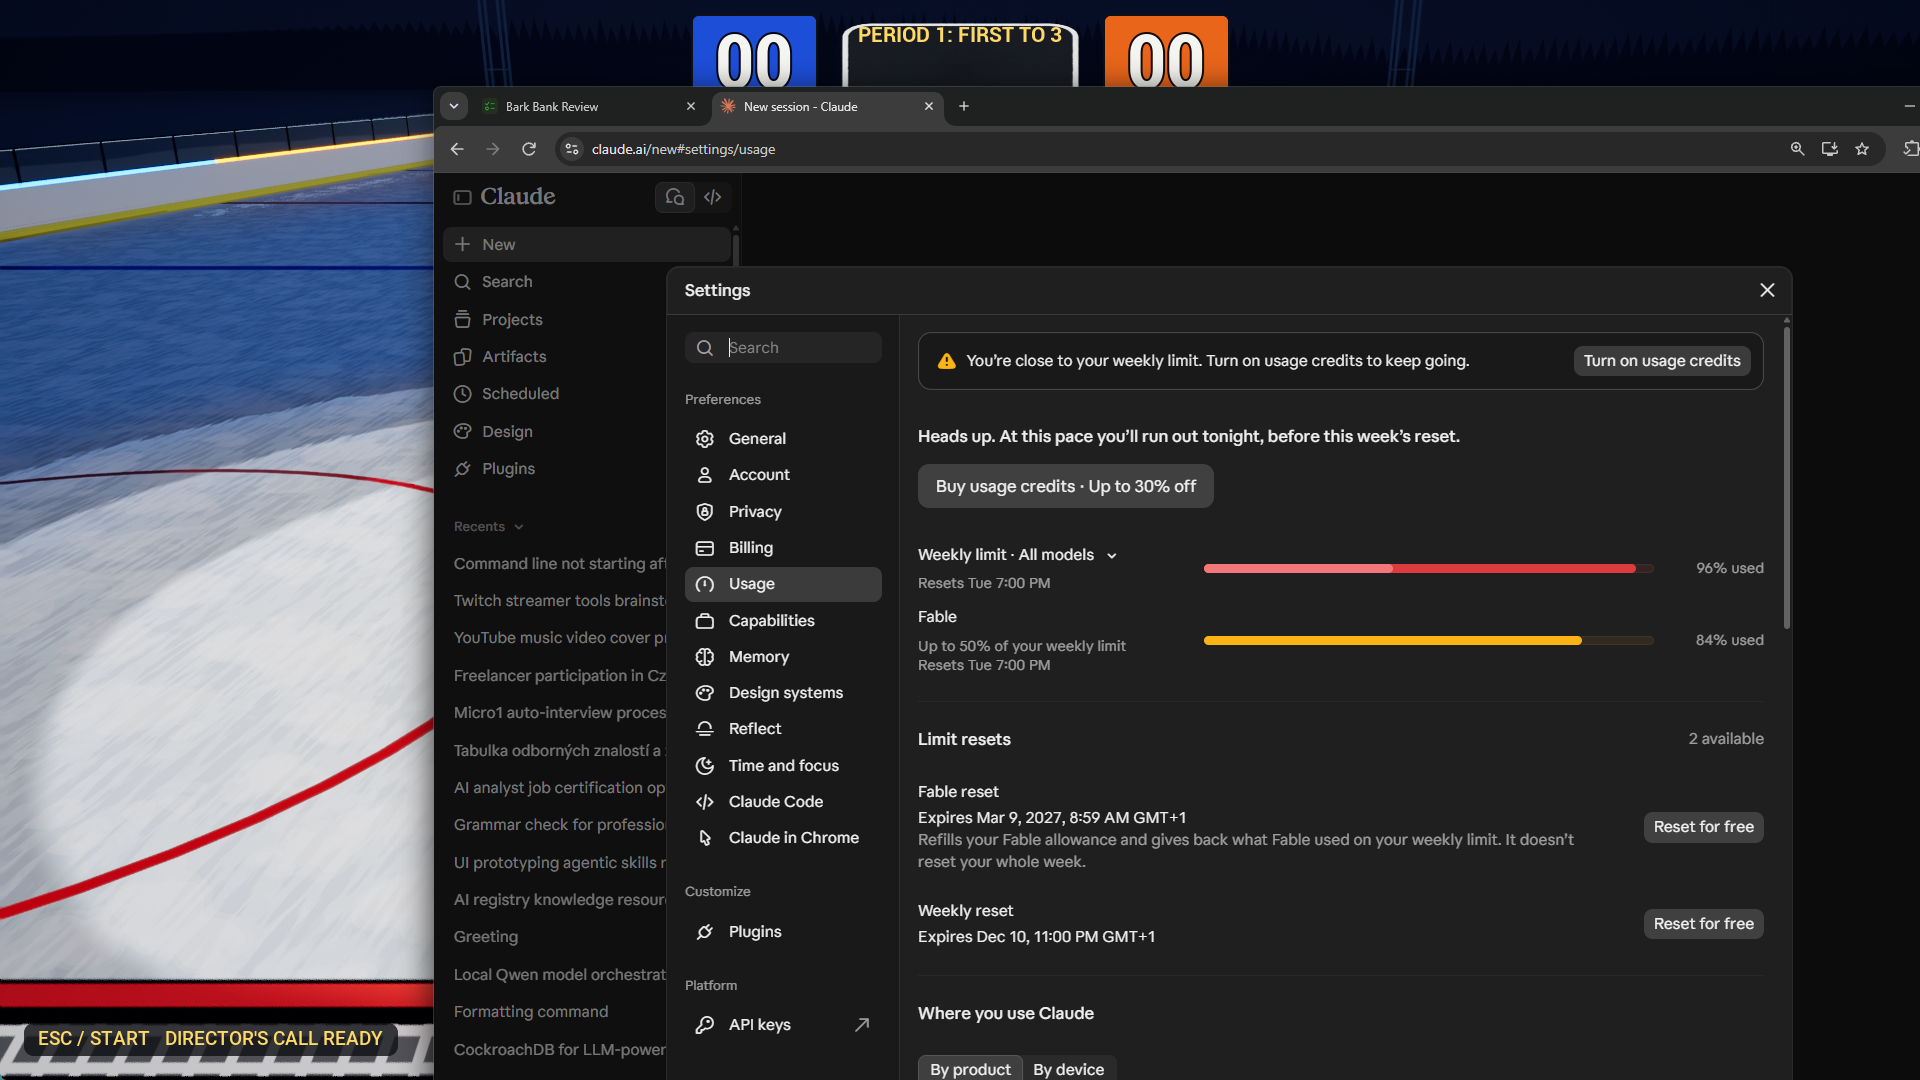 00
PERIOD 1: FIRST TO 3
00
Bark Bank Review
New session - Claude
claude.ai/new#settings/usage
Claude
New
Search
Projects
Artifacts
Scheduled
Design
Plugins
Recents
Command line not starting aft
Twitch streamer tools brainst
YouTube music video cover p
Freelancer participation in Cz
Micro1 auto-interview proces
Tabulka odborných znalostí a
AI analyst job certification op
Grammar check for professio
UI prototyping agentic skills r
AI registry knowledge resour
Greeting
Local Qwen model orchestrat
Formatting command
CockroachDB for LLM-power
Settings
Search
Preferences
General
Account
Privacy
Billing
Usage
Capabilities
Memory
Design systems
Reflect
Time and focus
Claude Code
Claude in Chrome
Customize
Plugins
Platform
API keys
You're close to your weekly limit. Turn on usage credits to keep going.
Turn on usage credits
Heads up. At this pace you'll run out tonight, before this week's reset.
Buy usage credits · Up to 30% off
Weekly limit · All models
Resets Tue 7:00 PM
96% used
Fable
Up to 50% of your weekly limit
Resets Tue 7:00 PM
84% used
Limit resets
2 available
Fable reset
Expires Mar 9, 2027, 8:59 AM GMT+1
Refills your Fable allowance and gives back what Fable used on your weekly limit. It doesn't
reset your whole week.
Reset for free
Weekly reset
Expires Dec 10, 11:00 PM GMT+1
Reset for free
Where you use Claude
By product
By device
ESC / START DIRECTOR'S CALL READY